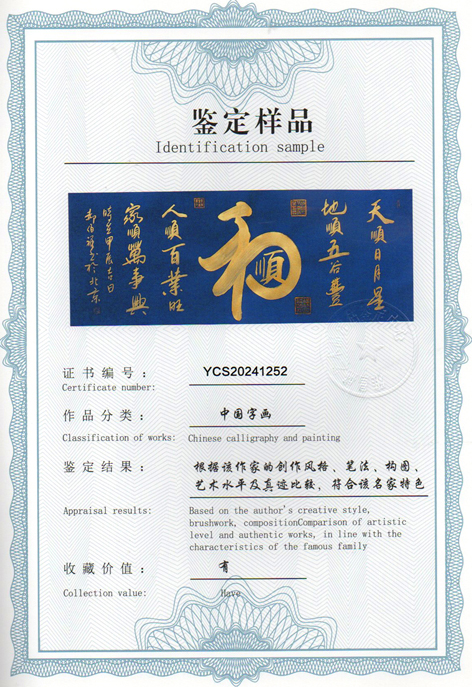 鉴定样品
Identification sample
天順日月星
地順五谷豐
和
順
人順百業旺
家順萬事興
時在甲辰吉日
证书编号：
YCS20241252
Certificate number:
作品分类：
中国字画
Classification of works:
Chinese calligraphy and painting
鉴定结果：
根据该作家的创作风格、笔法、构图、
艺术水平及真迹比较，符合该名家特色
Appraisal results:
Based on the author's creative style,
brushwork, compositionComparison of artistic
level and authentic works, in line with the
characteristics of the famous family
收藏价值：
有
Collection value:
Have